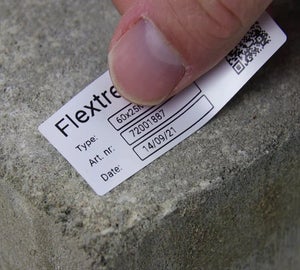 Flextre
Type: 60x25
Art. nr: 72001887
Date: 14/09/21